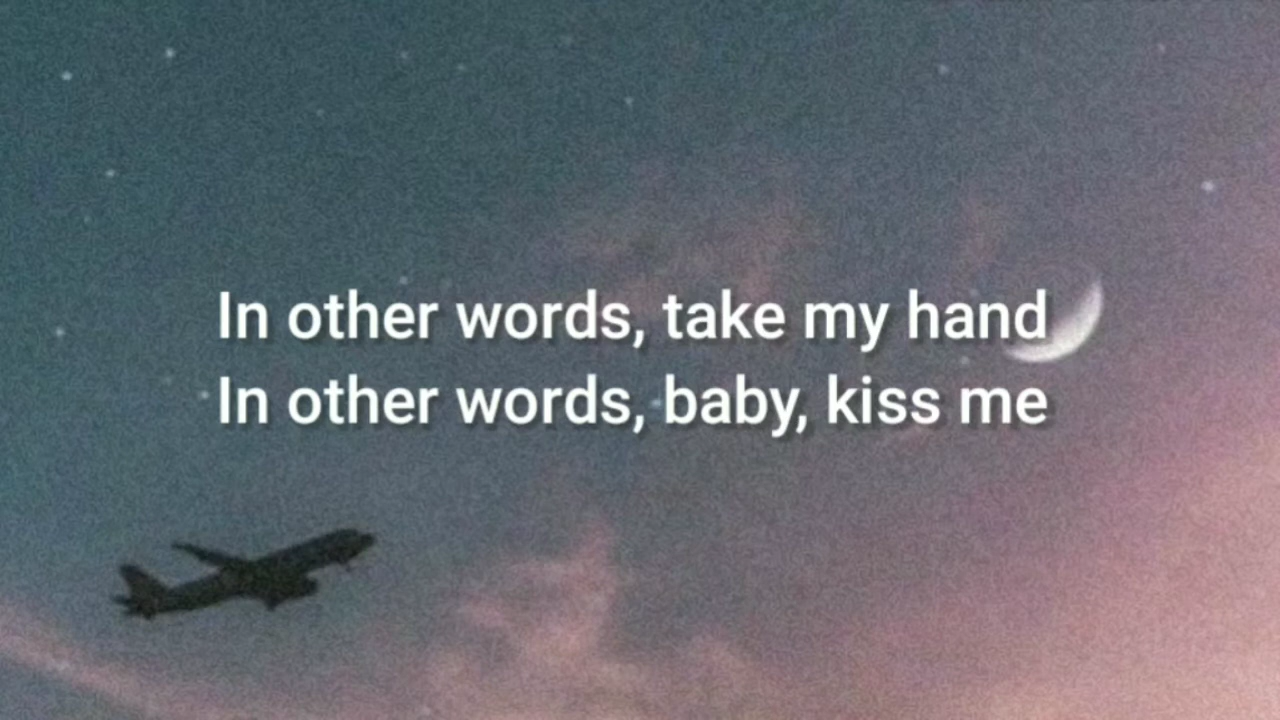 In other words, take my hand
In other words, baby, kiss me